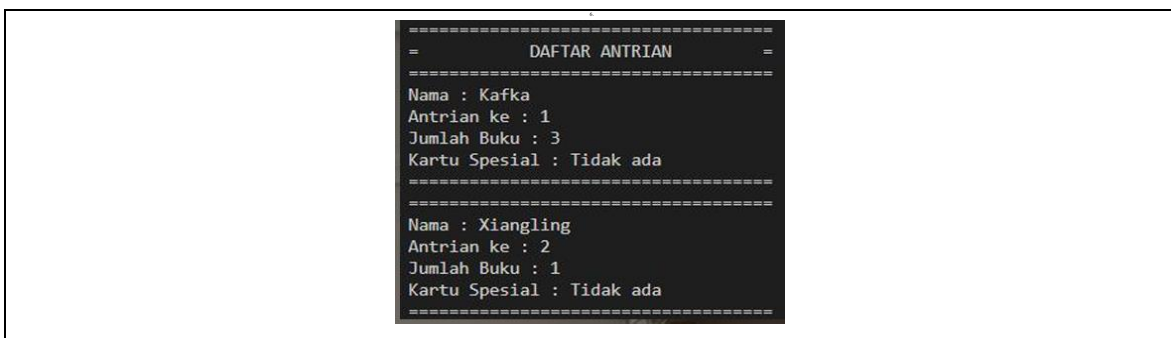 ====================================
= DAFTAR ANTRIAN =
====================================
Nama : Kafka
Antrian ke : 1
Jumlah Buku : 3
Kartu Spesial : Tidak ada
====================================
====================================
Nama : Xiangling
Antrian ke : 2
Jumlah Buku : 1
Kartu Spesial : Tidak ada
====================================